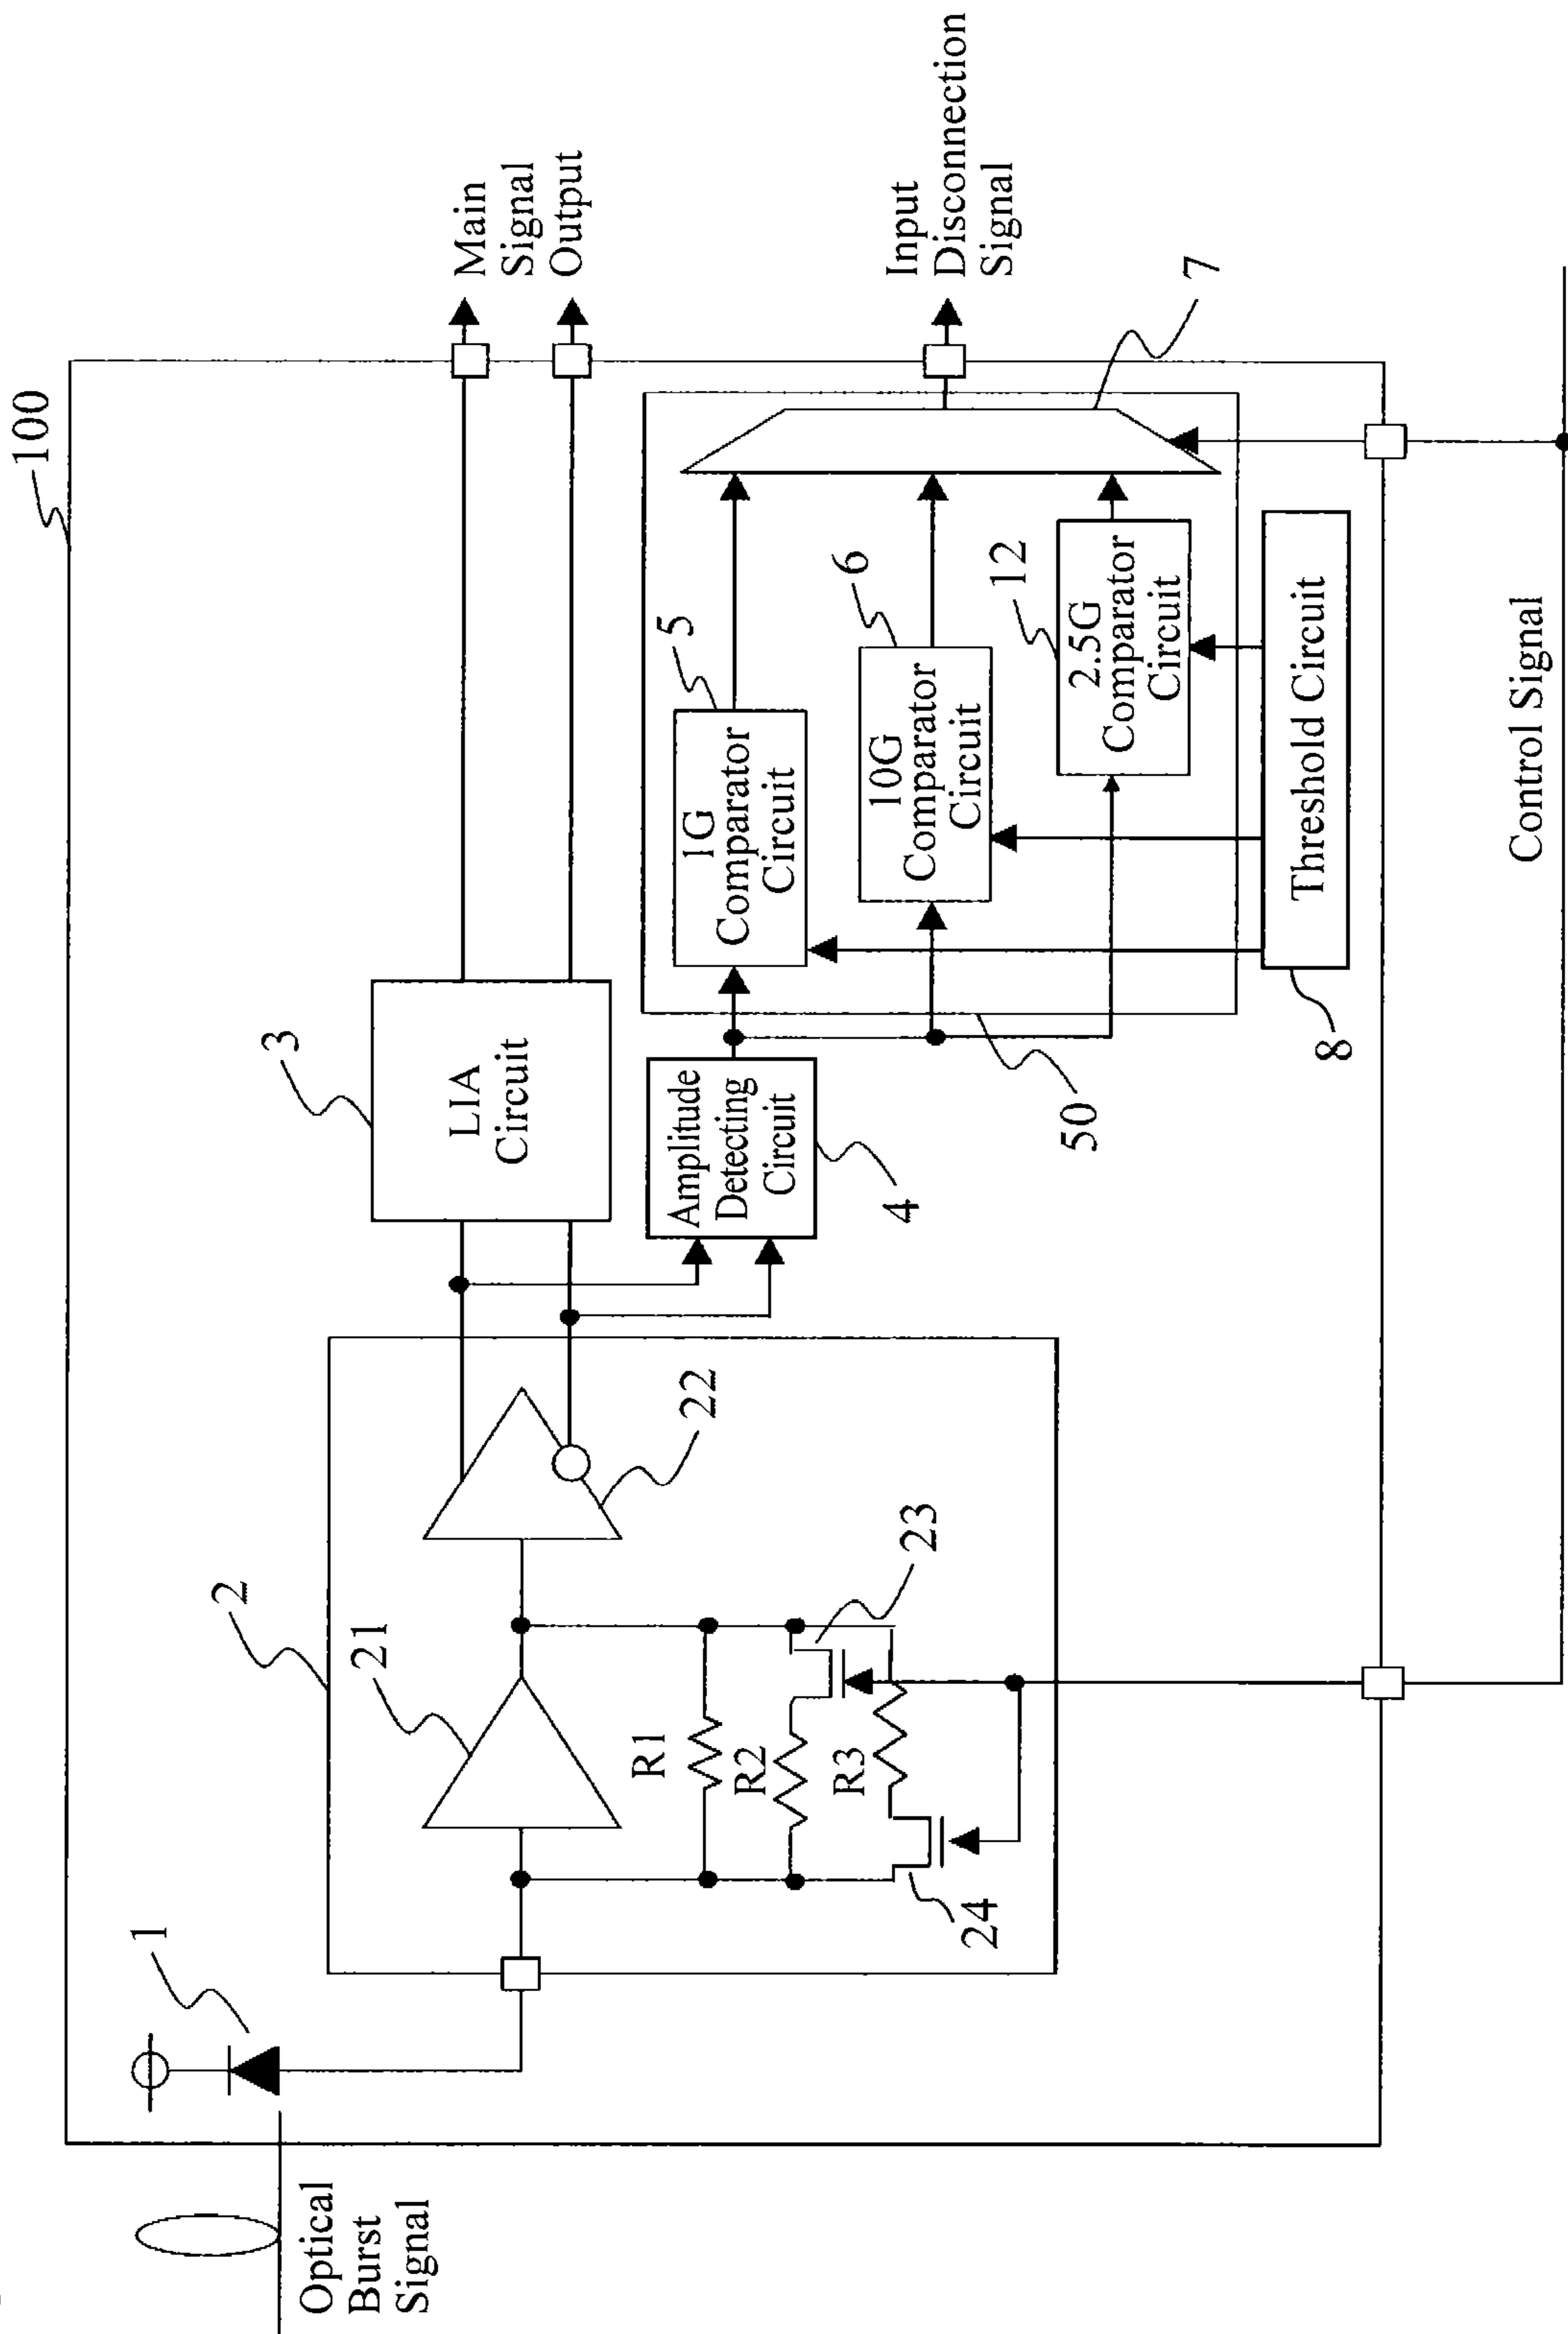 100
1
Optical
Burst
Signal
2
21
22
R1
R2
R3
23
24
3
LIA
Circuit
Amplitude
Detecting
Circuit
4
Main
Signal
Output
5
1G
Comparator
Circuit
6
10G
Comparator
Circuit
12
2.5G
Comparator
Circuit
7
Input
Disconnection
Signal
50
8
Threshold Circuit
Control Signal